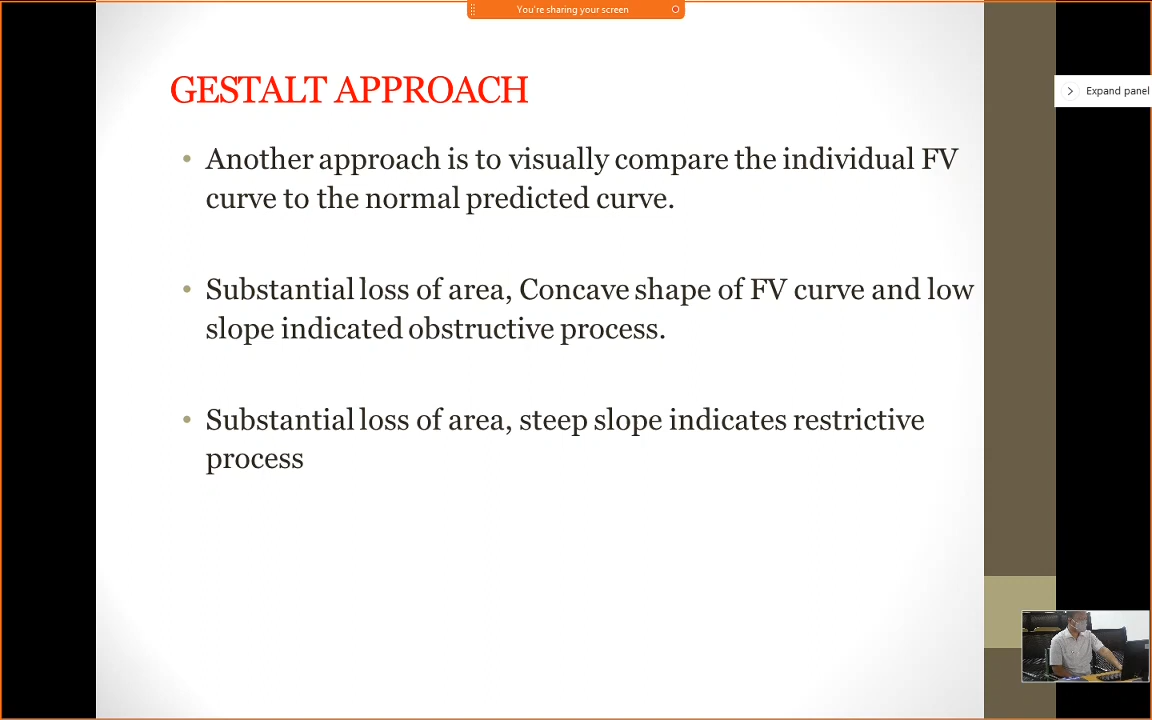 You're sharing your screen
GESTALT APPROACH
Expand panel
• Another approach is to visually compare the individual FV
curve to the normal predicted curve.
• Substantial loss of area, Concave shape of FV curve and low
slope indicated obstructive process.
• Substantial loss of area, steep slope indicates restrictive
process